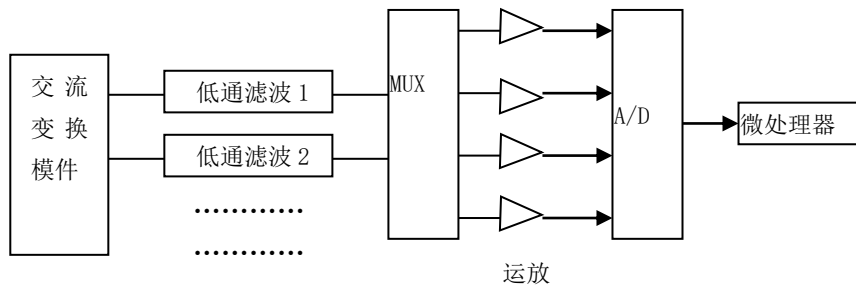 交 流
变 换
模件
低通滤波 1
低通滤波 2
…………
…………
MUX
运放
A/D
微处理器